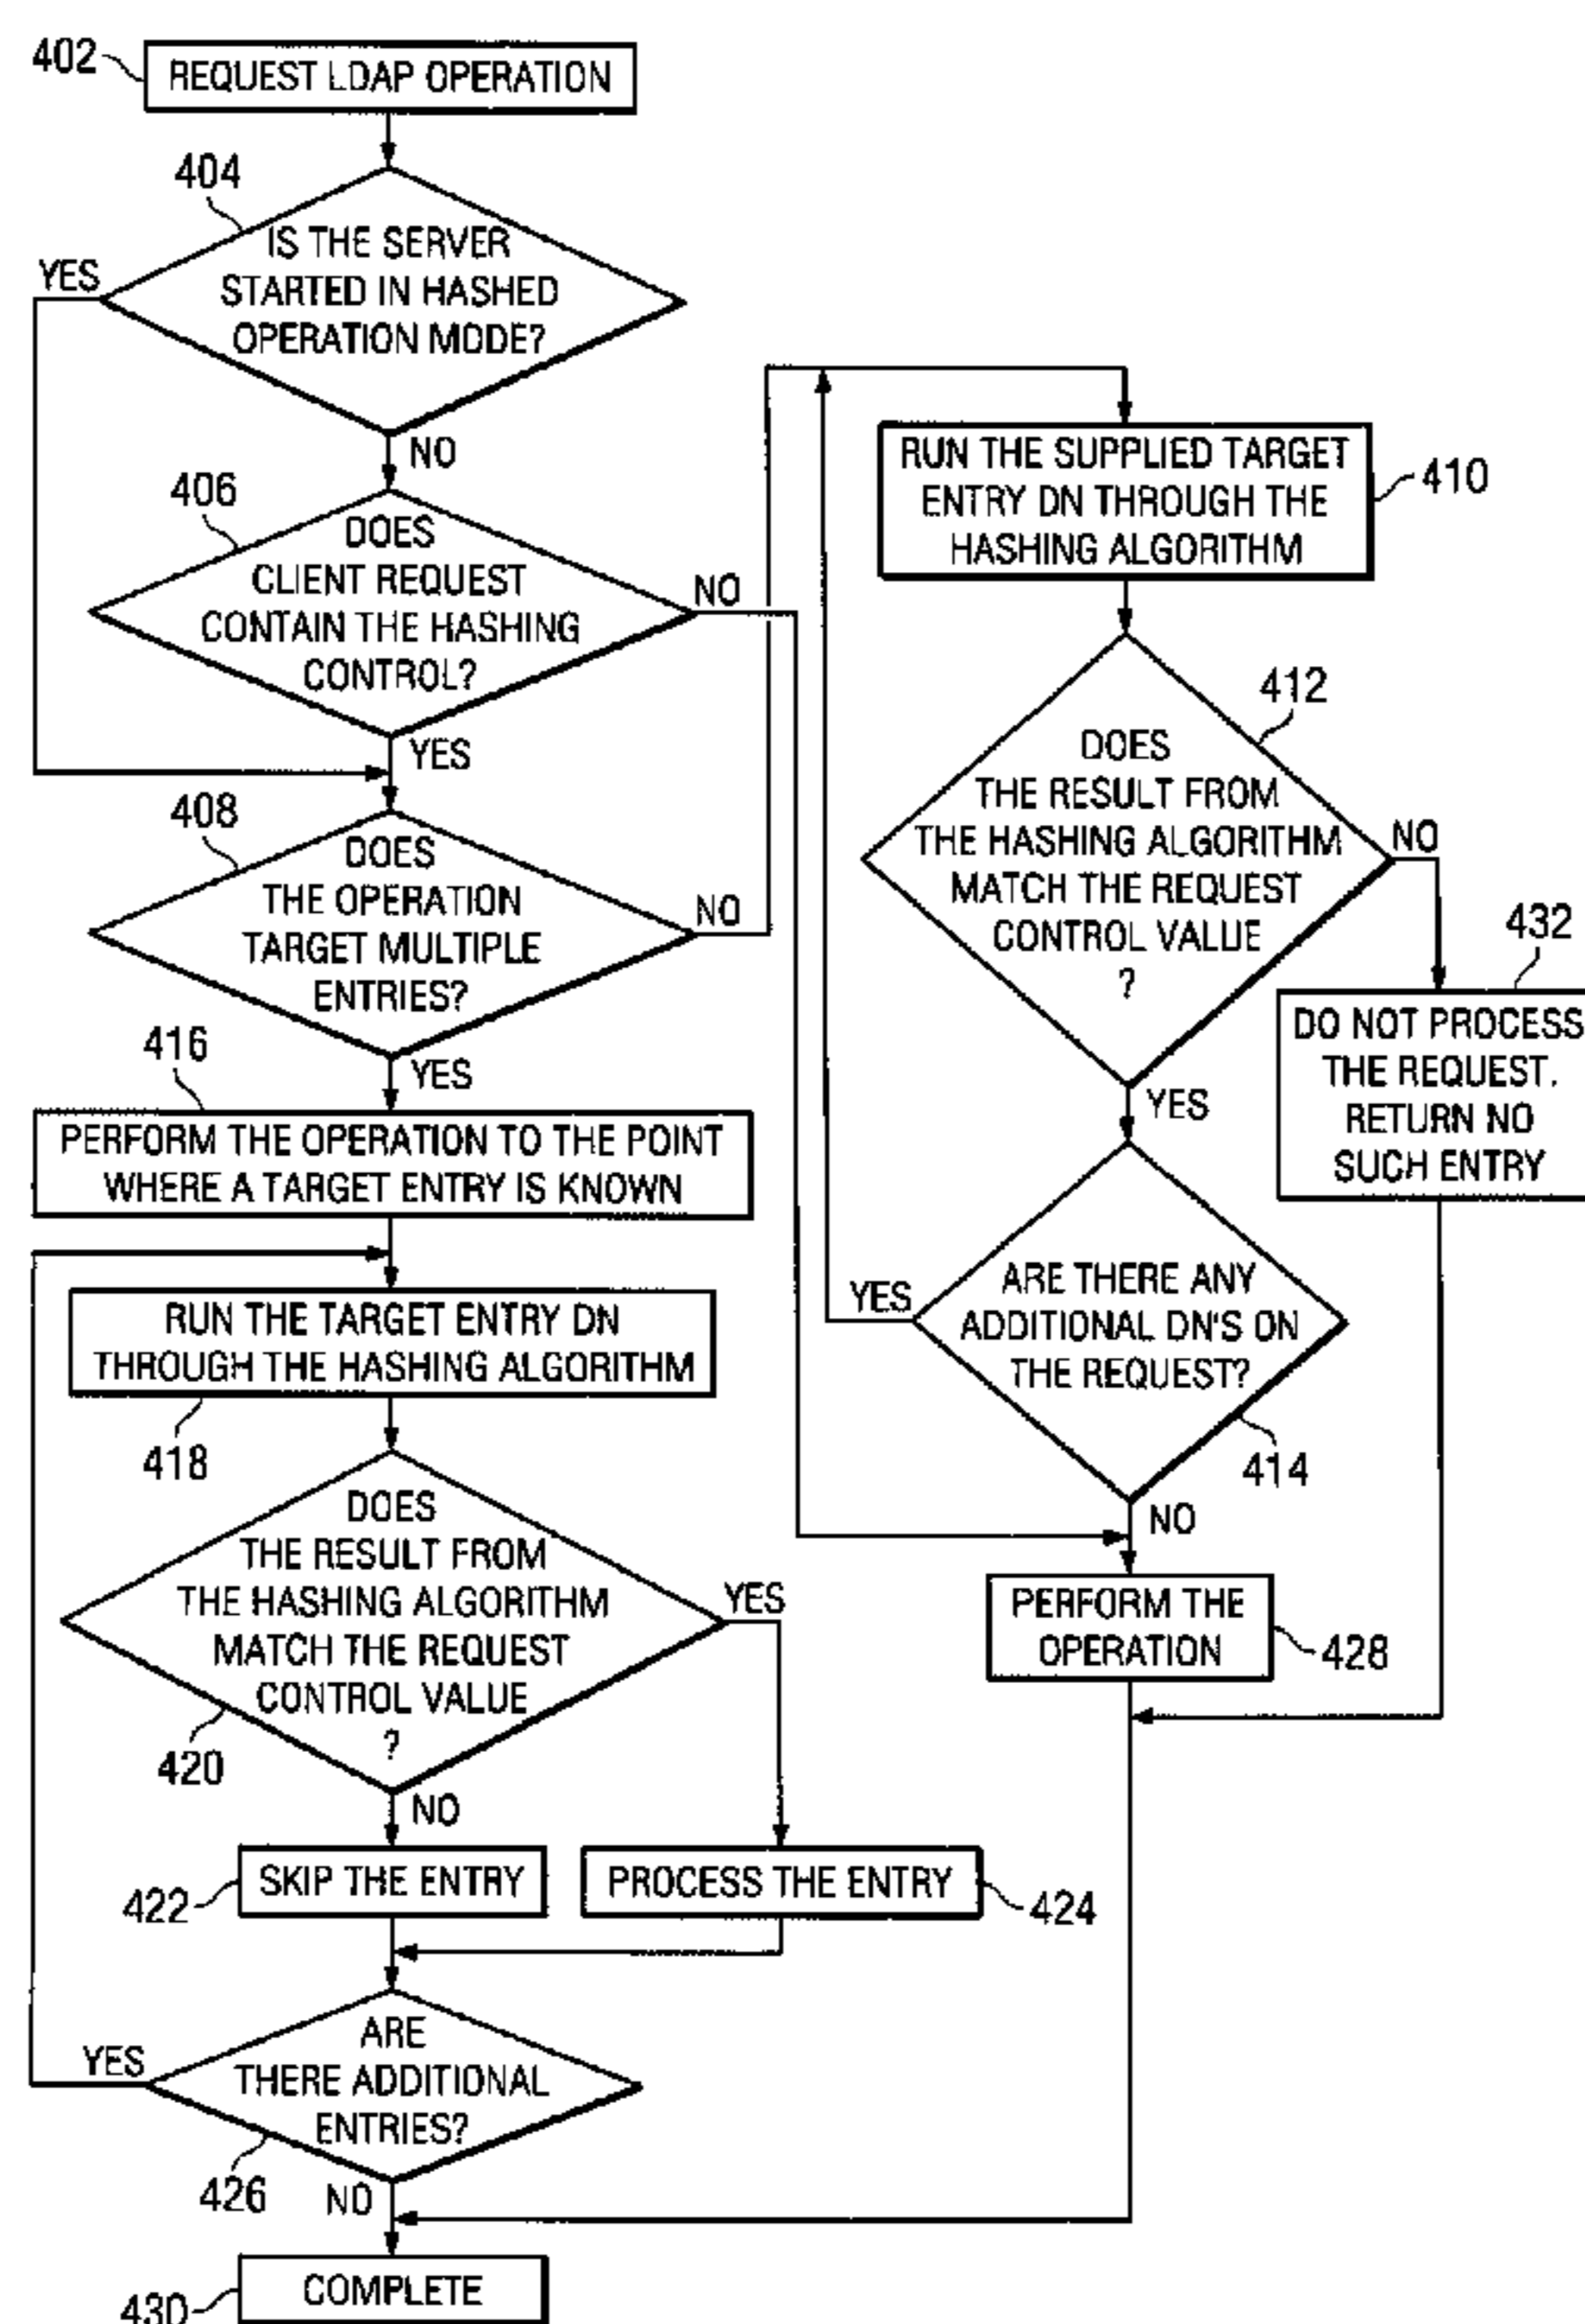 402
REQUEST LDAP OPERATION
404
IS THE SERVER
STARTED IN HASHED
OPERATION MODE?
YES
NO
406
DOES
CLIENT REQUEST
CONTAIN THE HASHING
CONTROL?
NO
YES
408
DOES
THE OPERATION
TARGET MULTIPLE
ENTRIES?
NO
YES
416
PERFORM THE OPERATION TO THE POINT
WHERE A TARGET ENTRY IS KNOWN
RUN THE TARGET ENTRY DN
THROUGH THE HASHING ALGORITHM
418
DOES
THE RESULT FROM
THE HASHING ALGORITHM
MATCH THE REQUEST
CONTROL VALUE
?
YES
420
NO
SKIP THE ENTRY
422
PROCESS THE ENTRY
424
ARE
THERE ADDITIONAL
ENTRIES?
YES
426
NO
COMPLETE
430
RUN THE SUPPLIED TARGET
ENTRY DN THROUGH THE
HASHING ALGORITHM
410
412
DOES
THE RESULT FROM
THE HASHING ALGORITHM
MATCH THE REQUEST
CONTROL VALUE
?
NO
432
DO NOT PROCESS
THE REQUEST.
RETURN NO
SUCH ENTRY
YES
ARE THERE ANY
ADDITIONAL DN'S ON
THE REQUEST?
YES
414
NO
PERFORM THE
OPERATION
428